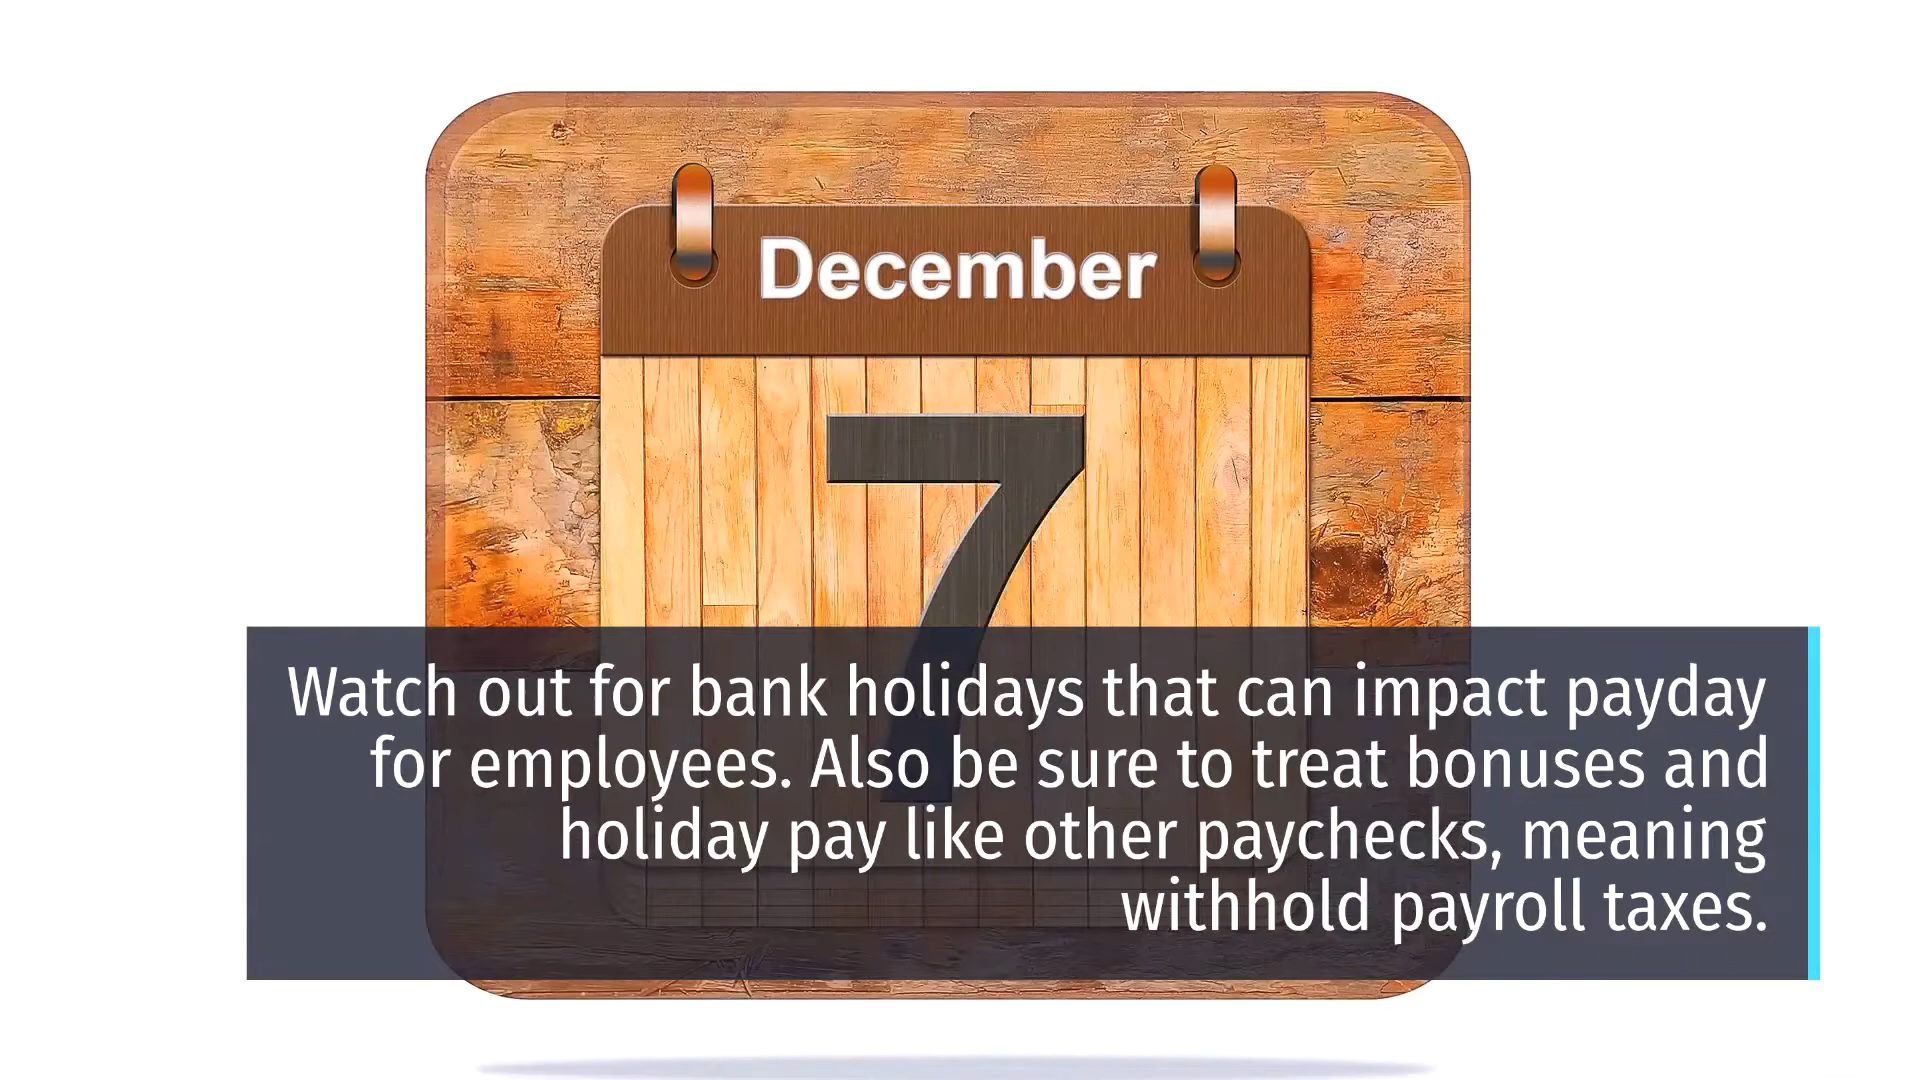 December
7
Watch out for bank holidays that can impact payday
for employees. Also be sure to treat bonuses and
holiday pay like other paychecks, meaning
withhold payroll taxes.